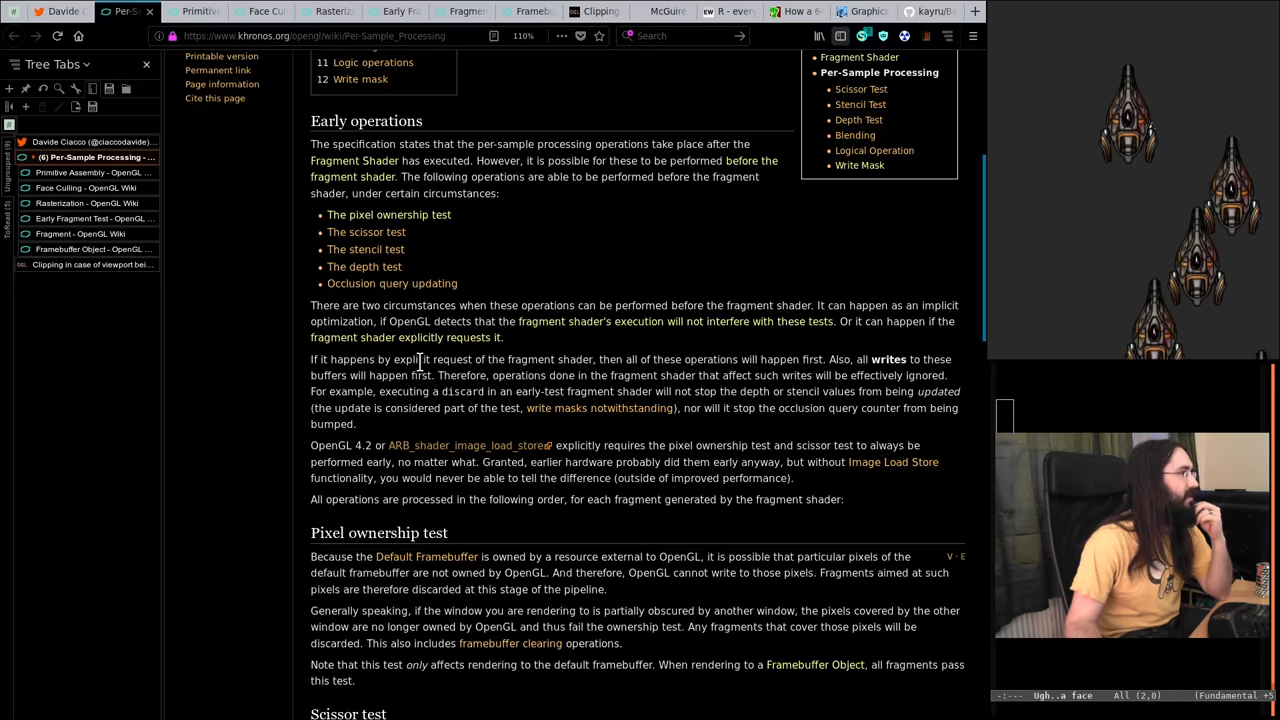 Davide C
Per-S
Primitiv
Face Cul
Rasteriza
Early Fra
Fragmen
Framebu
Clipping
McGuire
R - every
How a 6
Graphics
kayru/Ba
https://www.khronos.org/opengl/wiki/Per-Sample_Processing
110%
Search
Tree Tabs
Ungrouped (9)
ToRead (5)
Davide Ciacco (@ciaccodavide)...
(6) Per-Sample Processing - ...
Primitive Assembly - OpenGL ...
Face Culling - OpenGL Wiki
Rasterization - OpenGL Wiki
Early Fragment Test - OpenGL ...
Fragment - OpenGL Wiki
Framebuffer Object - OpenGL ...
Clipping in case of viewport bei...
Printable version
Permanent link
Page information
Cite this page
11 Logic operations
12 Write mask
Fragment Shader
Per-Sample Processing
Scissor Test
Stencil Test
Depth Test
Blending
Logical Operation
Write Mask
Early operations
The specification states that the per-sample processing operations take place after the
Fragment Shader has executed. However, it is possible for these to be performed before the
fragment shader. The following operations are able to be performed before the fragment
shader, under certain circumstances:
The pixel ownership test
The scissor test
The stencil test
The depth test
Occlusion query updating
There are two circumstances when these operations can be performed before the fragment shader. It can happen as an implicit
optimization, if OpenGL detects that the fragment shader's execution will not interfere with these tests. Or it can happen if the
fragment shader explicitly requests it.
If it happens by explicit request of the fragment shader, then all of these operations will happen first. Also, all writes to these
buffers will happen first. Therefore, operations done in the fragment shader that affect such writes will be effectively ignored.
For example, executing a discard in an early-test fragment shader will not stop the depth or stencil values from being updated
(the update is considered part of the test, write masks notwithstanding), nor will it stop the occlusion query counter from being
bumped.
OpenGL 4.2 or ARB_shader_image_load_store explicitly requires the pixel ownership test and scissor test to always be
performed early, no matter what. Granted, earlier hardware probably did them early anyway, but without Image Load Store
functionality, you would never be able to tell the difference (outside of improved performance).
All operations are processed in the following order, for each fragment generated by the fragment shader:
Pixel ownership test
Because the Default Framebuffer is owned by a resource external to OpenGL, it is possible that particular pixels of the
V · E
default framebuffer are not owned by OpenGL. And therefore, OpenGL cannot write to those pixels. Fragments aimed at such
pixels are therefore discarded at this stage of the pipeline.
Generally speaking, if the window you are rendering to is partially obscured by another window, the pixels covered by the other
window are no longer owned by OpenGL and thus fail the ownership test. Any fragments that cover those pixels will be
discarded. This also includes framebuffer clearing operations.
Note that this test only affects rendering to the default framebuffer. When rendering to a Framebuffer Object, all fragments pass
this test.
Scissor test
-:--- Ugh..a face All (2,0) (Fundamental +5